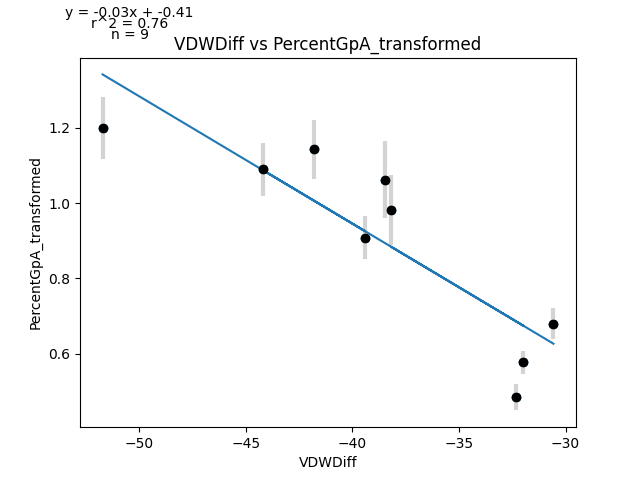 y = -0.03x + -0.41
r^2 = 0.76
n = 9
VDWDiff vs PercentGpA_transformed
PercentGpA_transformed
1.2
1.0
0.8
0.6
−50
−45
−40
−35
−30
VDWDiff